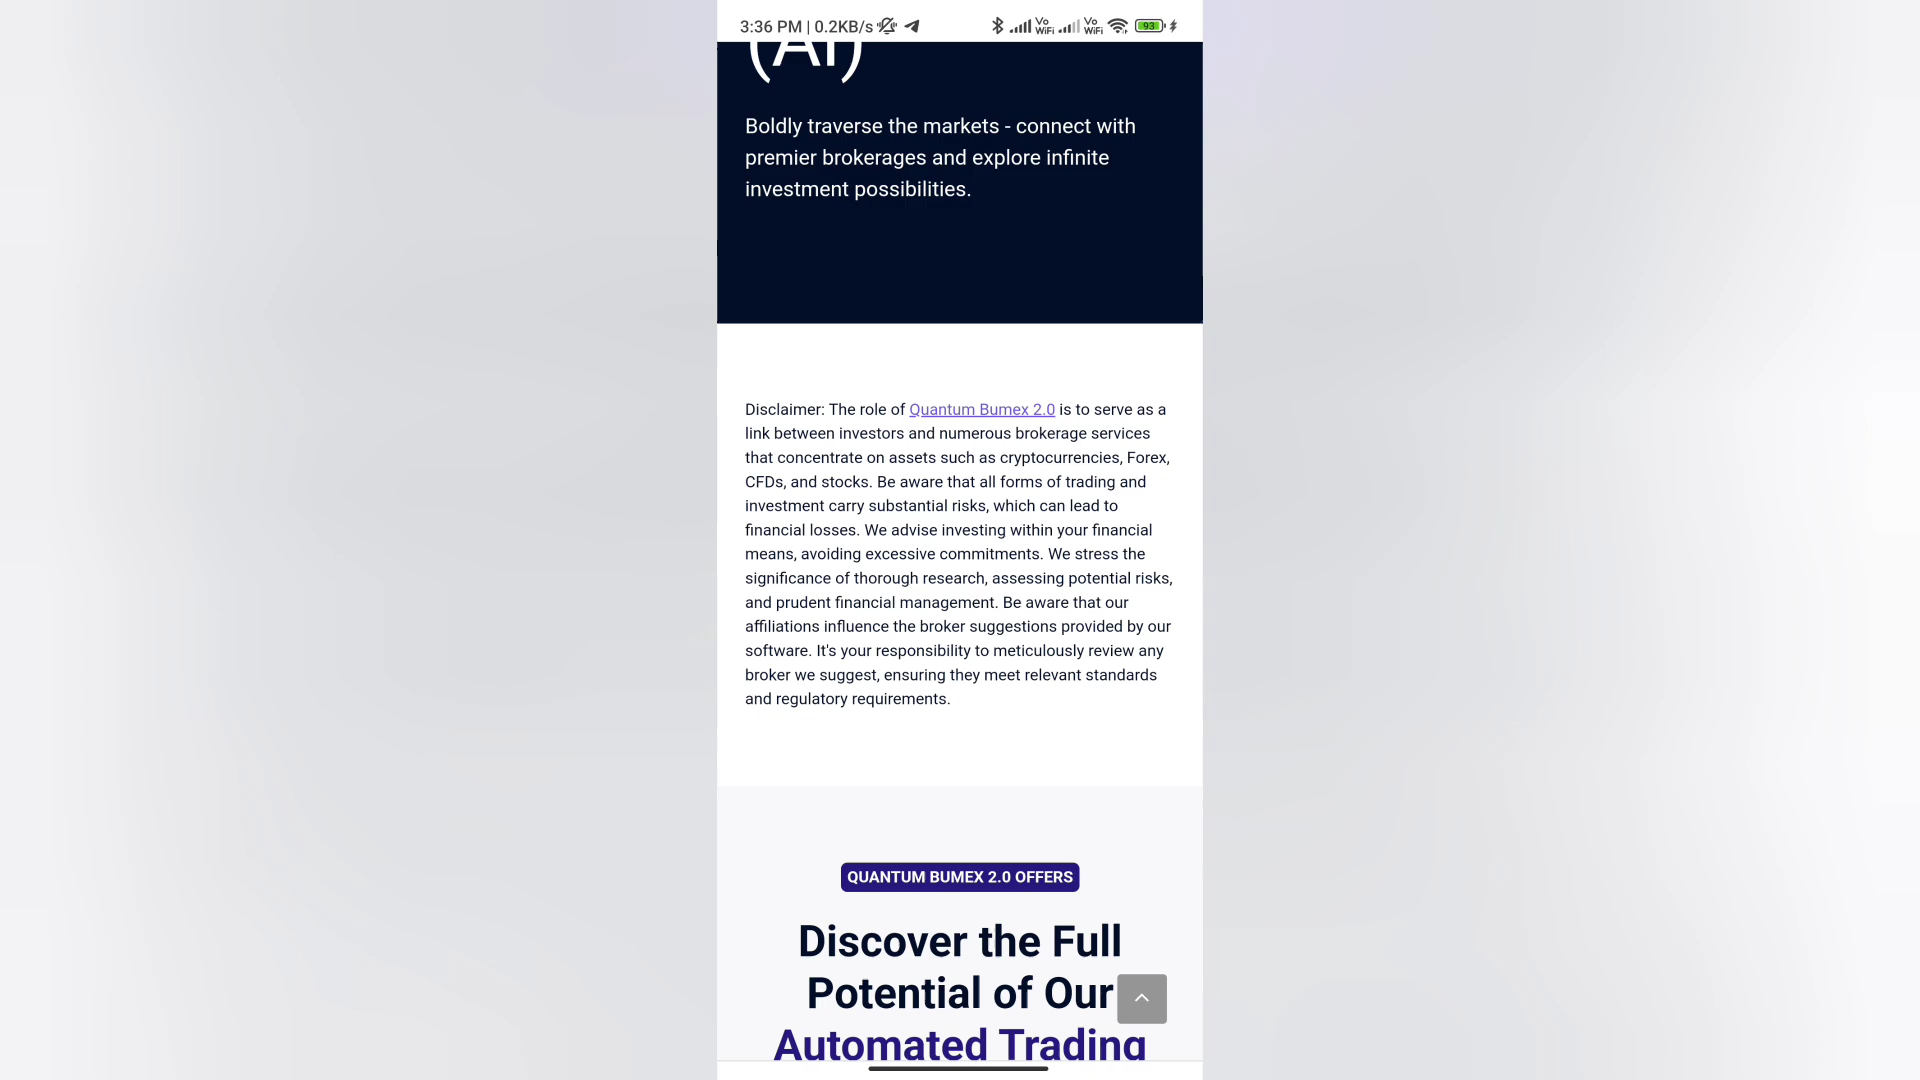 3:36 PM | 0.2KB/s
Vo WiFi
Vo WiFi
93
(AI)
Boldly traverse the markets - connect with
premier brokerages and explore infinite
investment possibilities.
Disclaimer: The role of Quantum Bumex 2.0 is to serve as a
link between investors and numerous brokerage services
that concentrate on assets such as cryptocurrencies, Forex,
CFDs, and stocks. Be aware that all forms of trading and
investment carry substantial risks, which can lead to
financial losses. We advise investing within your financial
means, avoiding excessive commitments. We stress the
significance of thorough research, assessing potential risks,
and prudent financial management. Be aware that our
affiliations influence the broker suggestions provided by our
software. It's your responsibility to meticulously review any
broker we suggest, ensuring they meet relevant standards
and regulatory requirements.
QUANTUM BUMEX 2.0 OFFERS
Discover the Full
Potential of Our
Automated Trading